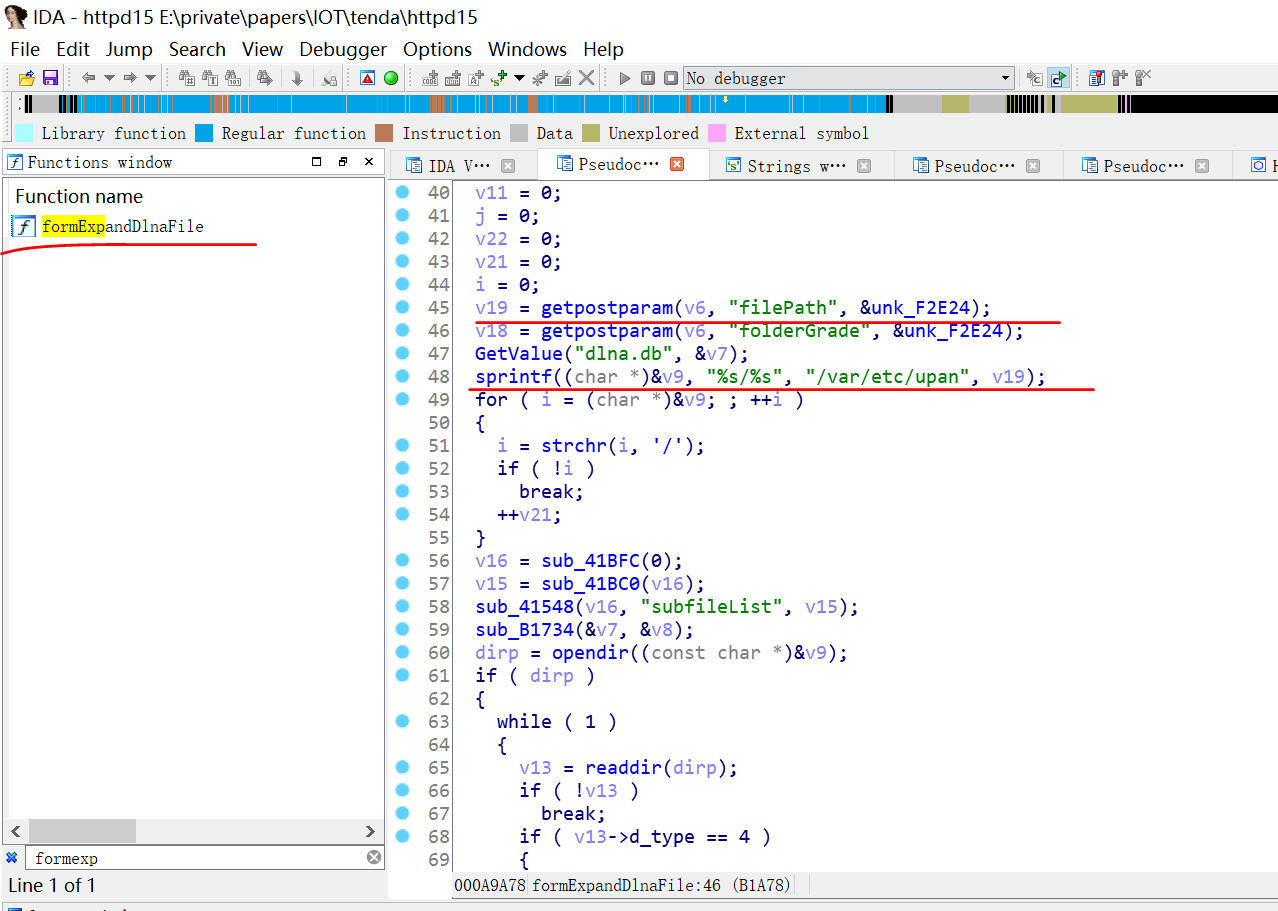 IDA - httpd15 E:\private\papers\IOT\tenda\httpd15
File Edit Jump Search View Debugger Options Windows Help
No debugger
Library function Regular function Instruction Data Unexplored External symbol
Functions window
IDA V··· Pseudoc··· Strings w··· Pseudoc··· Pseudoc··· H
Function name
f formExpandDlnaFile
40 v11 = 0;
41 j = 0;
42 v22 = 0;
43 v21 = 0;
44 i = 0;
45 v19 = getpostparam(v6, "filePath", &unk_F2E24);
46 v18 = getpostparam(v6, "folderGrade", &unk_F2E24);
47 GetValue("dlna.db", &v7);
48 sprintf((char *)&v9, "%s/%s", "/var/etc/upan", v19);
49 for ( i = (char *)&v9; ; ++i )
50 {
51 i = strchr(i, '/');
52 if ( !i )
53 break;
54 ++v21;
55 }
56 v16 = sub_41BFC(0);
57 v15 = sub_41BC0(v16);
58 sub_41548(v16, "subfileList", v15);
59 sub_B1734(&v7, &v8);
60 dirp = opendir((const char *)&v9);
61 if ( dirp )
62 {
63 while ( 1 )
64 {
65 v13 = readdir(dirp);
66 if ( !v13 )
67 break;
68 if ( v13->d_type == 4 )
69 {
formexp
Line 1 of 1
000A9A78 formExpandDlnaFile:46 (B1A78)